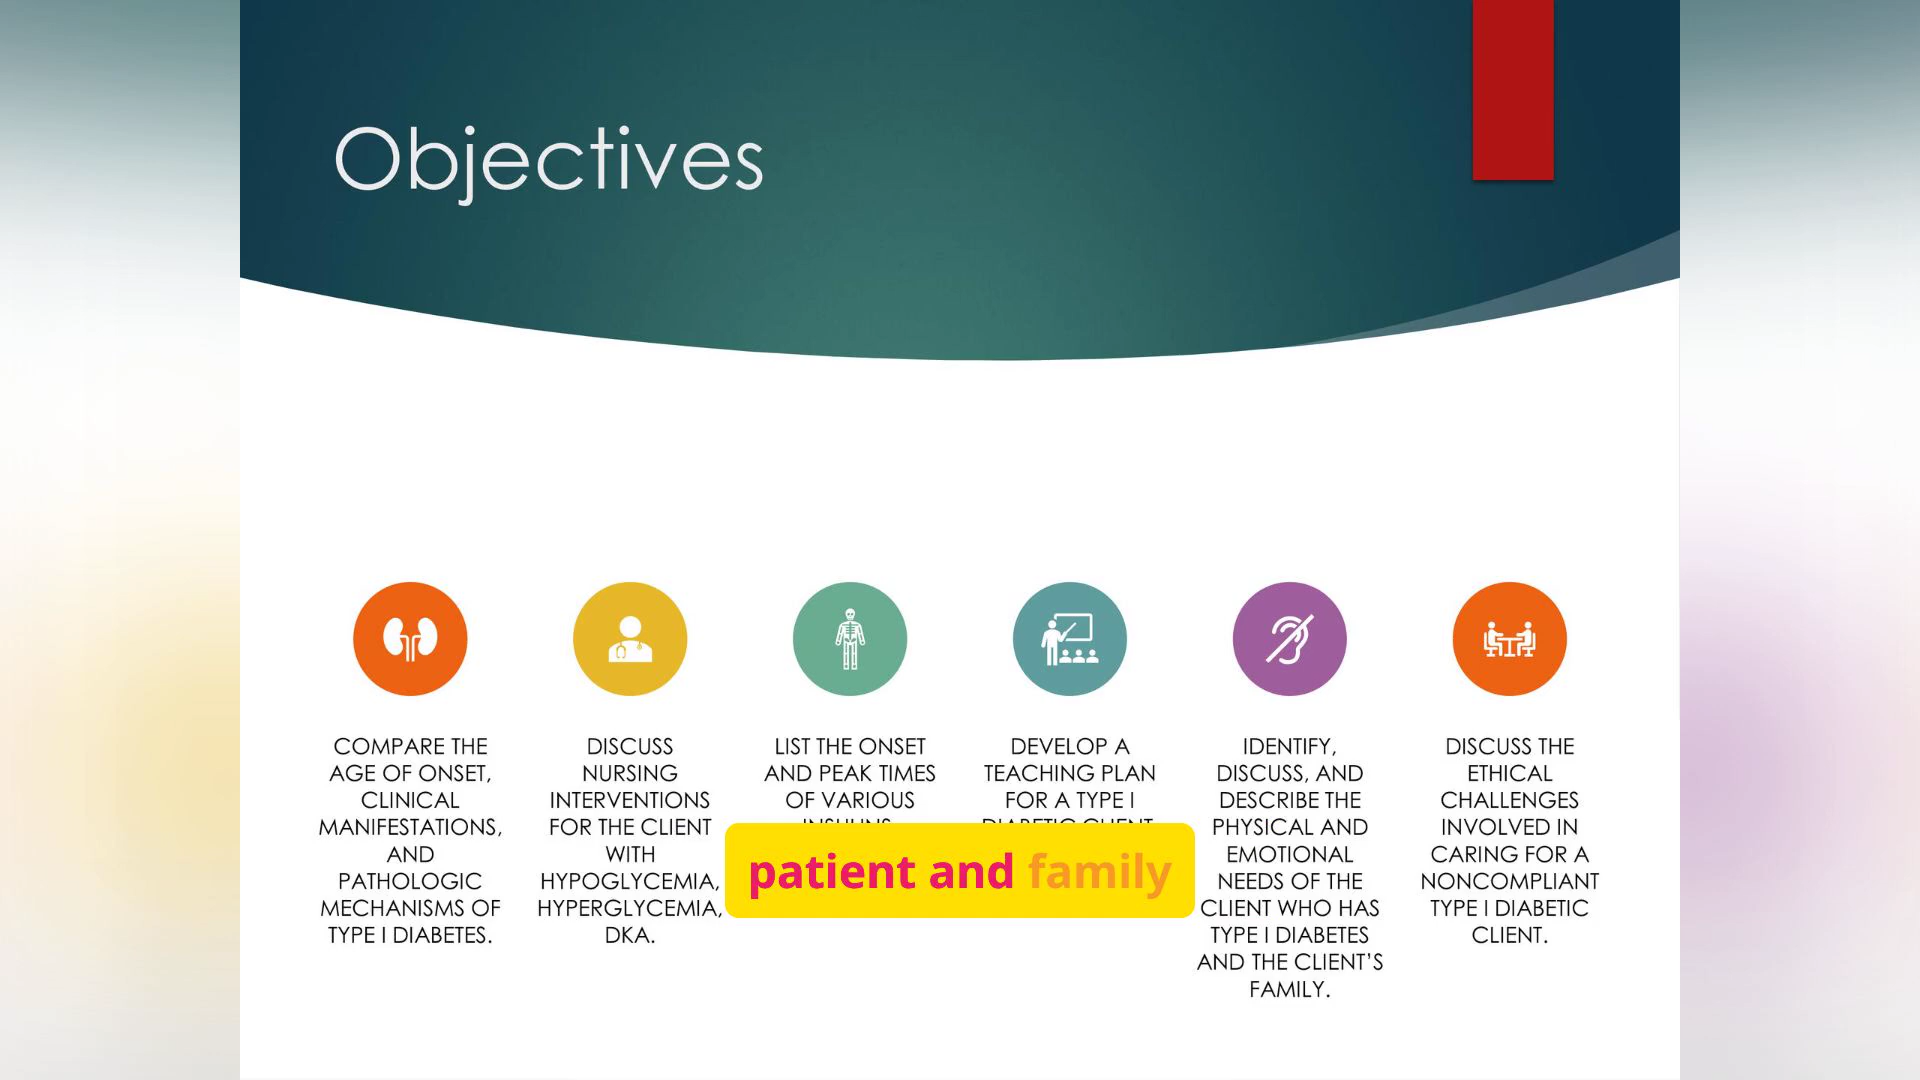 Objectives
COMPARE THE
AGE OF ONSET,
CLINICAL
MANIFESTATIONS,
AND
PATHOLOGIC
MECHANISMS OF
TYPE I DIABETES.
DISCUSS
NURSING
INTERVENTIONS
FOR THE CLIENT
WITH
HYPOGLYCEMIA,
HYPERGLYCEMIA,
DKA.
LIST THE ONSET
AND PEAK TIMES
OF VARIOUS
INSULINS.
DEVELOP A
TEACHING PLAN
FOR A TYPE I
DIABETIC CLIENT.
IDENTIFY,
DISCUSS, AND
DESCRIBE THE
PHYSICAL AND
EMOTIONAL
NEEDS OF THE
CLIENT WHO HAS
TYPE I DIABETES
AND THE CLIENT’S
FAMILY.
DISCUSS THE
ETHICAL
CHALLENGES
INVOLVED IN
CARING FOR A
NONCOMPLIANT
TYPE I DIABETIC
CLIENT.
patient and family